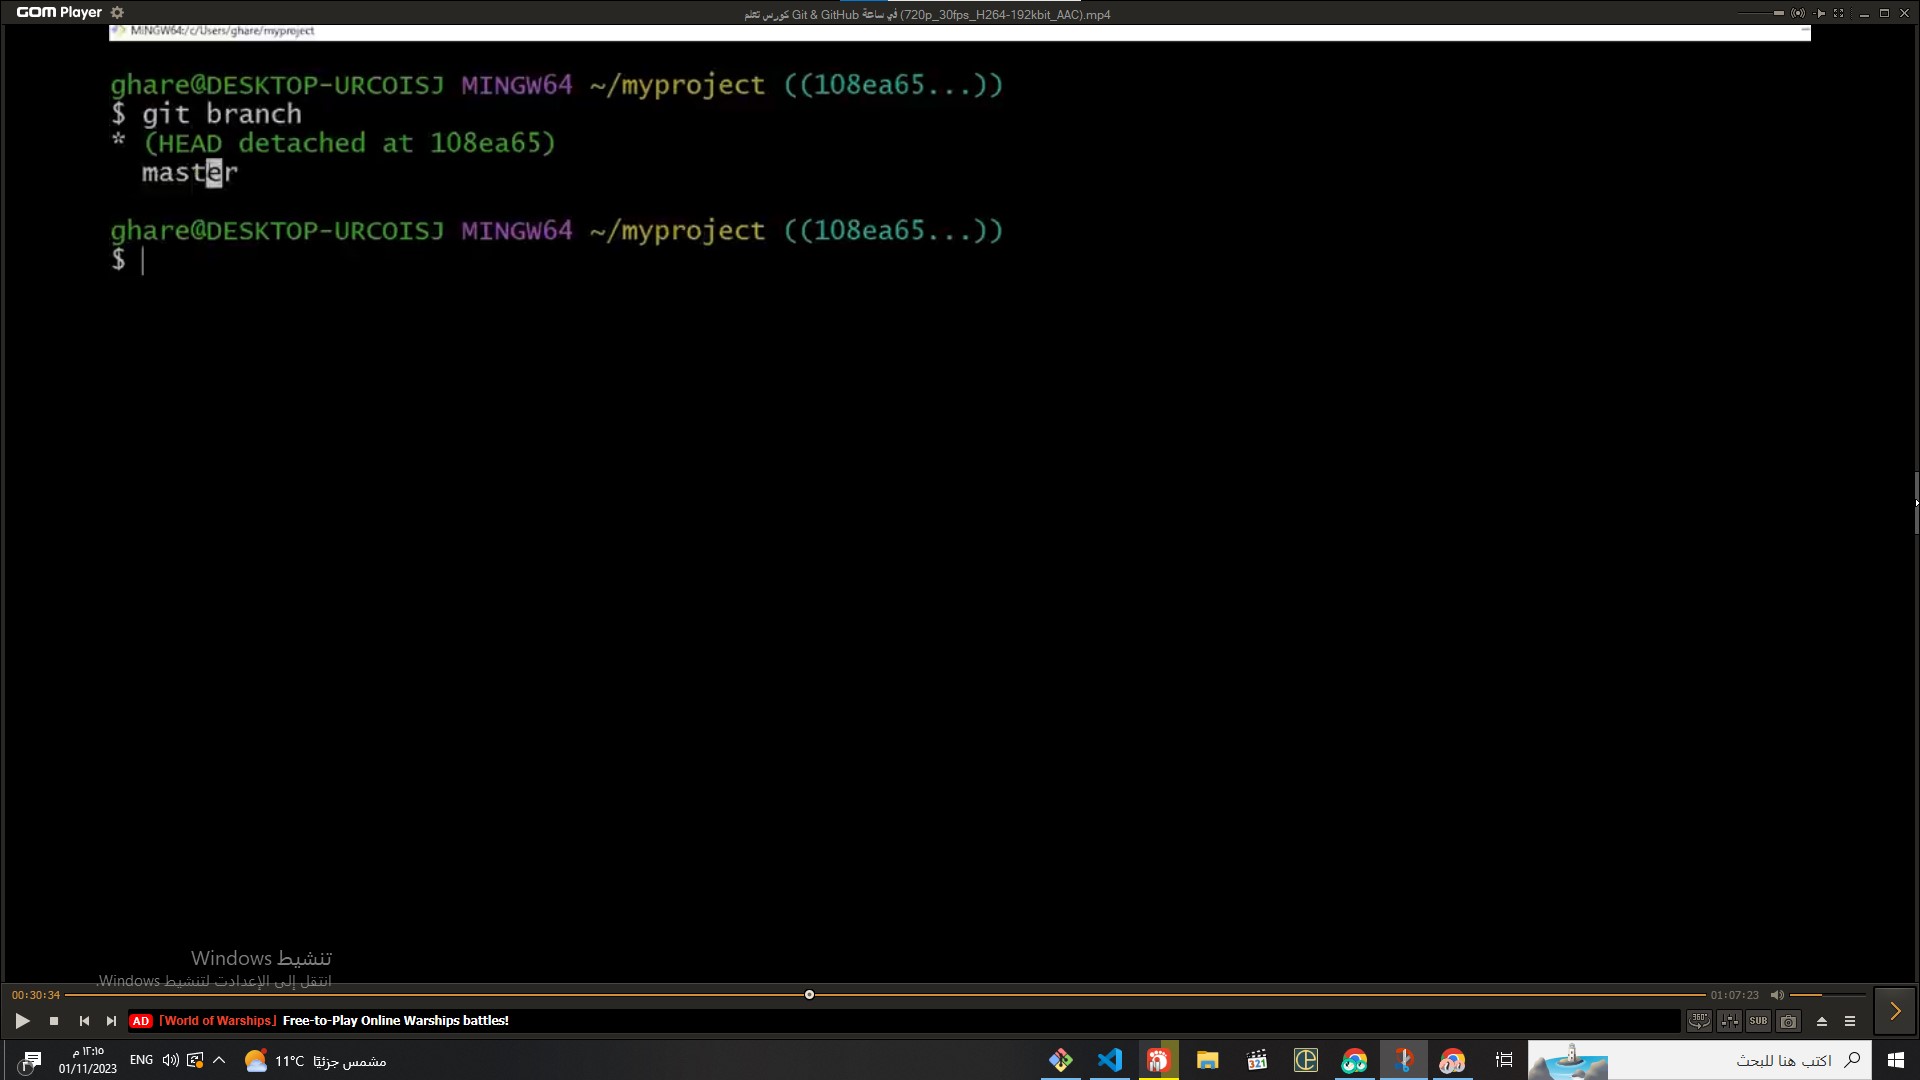 GOM Player
كورس تعلم Git & GitHub في ساعة (720p_30fps_H264-192kbit_AAC).mp4
MINGW64:/c/Users/ghare/myproject
ghare@DESKTOP-URCOISJ MINGW64 ~/myproject ((108ea65...))
$ git branch
* (HEAD detached at 108ea65)
master
ghare@DESKTOP-URCOISJ MINGW64 ~/myproject ((108ea65...))
$
تنشيط Windows
انتقل إلى الإعدادت لتنشيط Windows.
00:30:34
01:07:23
AD [World of Warships] Free-to-Play Online Warships battles!
360°
SUB
١٢:١٥ م
01/11/2023
ENG
11°C مشمس جزئيًا
321
اكتب هنا للبحث